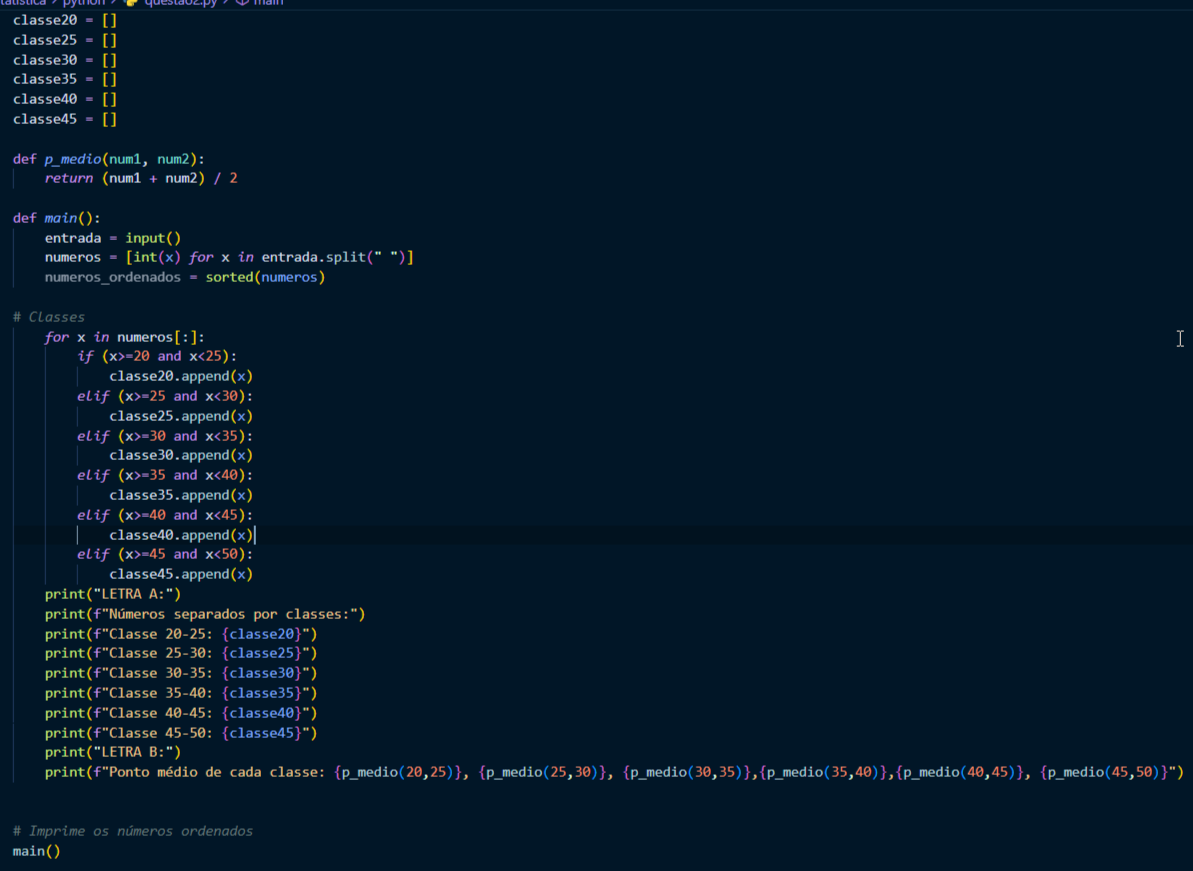 tatistica > python > questao2.py > main
classe20 = []
classe25 = []
classe30 = []
classe35 = []
classe40 = []
classe45 = []
def p_medio(num1, num2):
    return (num1 + num2) / 2
def main():
    entrada = input()
    numeros = [int(x) for x in entrada.split(" ")]
    numeros_ordenados = sorted(numeros)
# Classes
    for x in numeros[:]:
        if (x>=20 and x<25):
            classe20.append(x)
        elif (x>=25 and x<30):
            classe25.append(x)
        elif (x>=30 and x<35):
            classe30.append(x)
        elif (x>=35 and x<40):
            classe35.append(x)
        elif (x>=40 and x<45):
            classe40.append(x)
        elif (x>=45 and x<50):
            classe45.append(x)
    print("LETRA A:")
    print(f"Números separados por classes:")
    print(f"Classe 20-25: {classe20}")
    print(f"Classe 25-30: {classe25}")
    print(f"Classe 30-35: {classe30}")
    print(f"Classe 35-40: {classe35}")
    print(f"Classe 40-45: {classe40}")
    print(f"Classe 45-50: {classe45}")
    print("LETRA B:")
    print(f"Ponto médio de cada classe: {p_medio(20,25)}, {p_medio(25,30)}, {p_medio(30,35)},{p_medio(35,40)},{p_medio(40,45)}, {p_medio(45,50)}")
# Imprime os números ordenados
main()